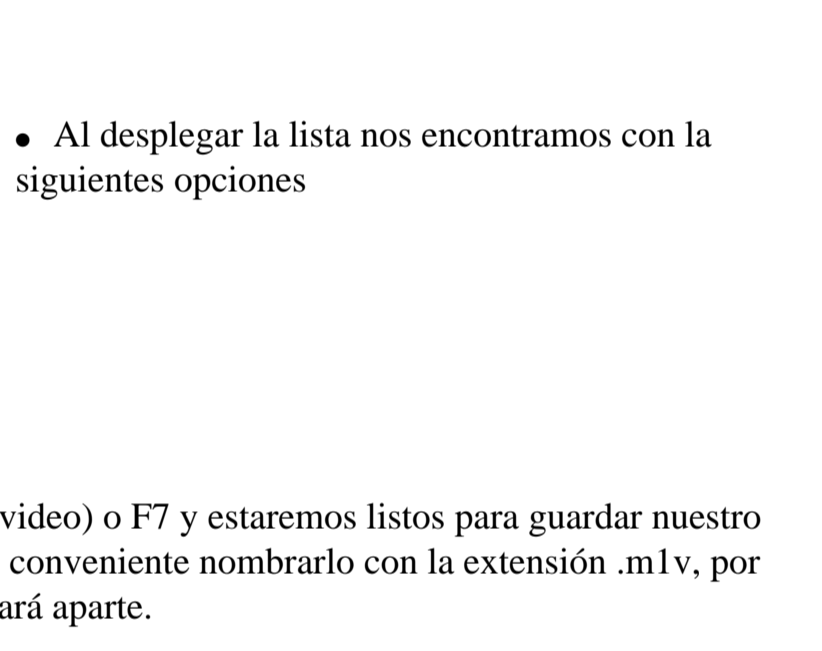 • Al desplegar la lista nos encontramos con la
siguientes opciones
video) o F7 y estaremos listos para guardar nuestro
conveniente nombrarlo con la extensión .m1v, por
ará aparte.